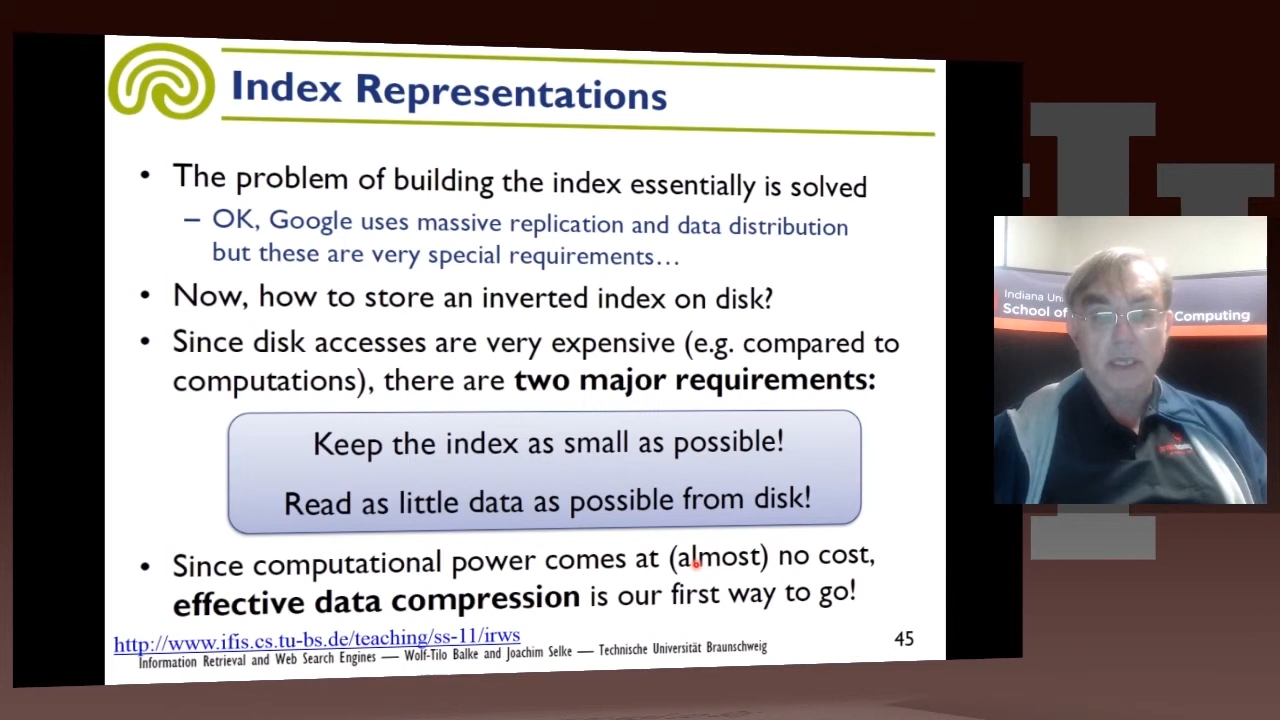 Index Representations
• The problem of building the index essentially is solved
– OK, Google uses massive replication and data distribution
but these are very special requirements…
• Now, how to store an inverted index on disk?
• Since disk accesses are very expensive (e.g. compared to
computations), there are two major requirements:
Keep the index as small as possible!
Read as little data as possible from disk!
• Since computational power comes at (almost) no cost,
effective data compression is our first way to go!
http://www.ifis.cs.tu-bs.de/teaching/ss-11/irws
45
Information Retrieval and Web Search Engines — Wolf-Tilo Balke and Joachim Selke — Technische Universität Braunschweig
Indiana Un
School of Computing